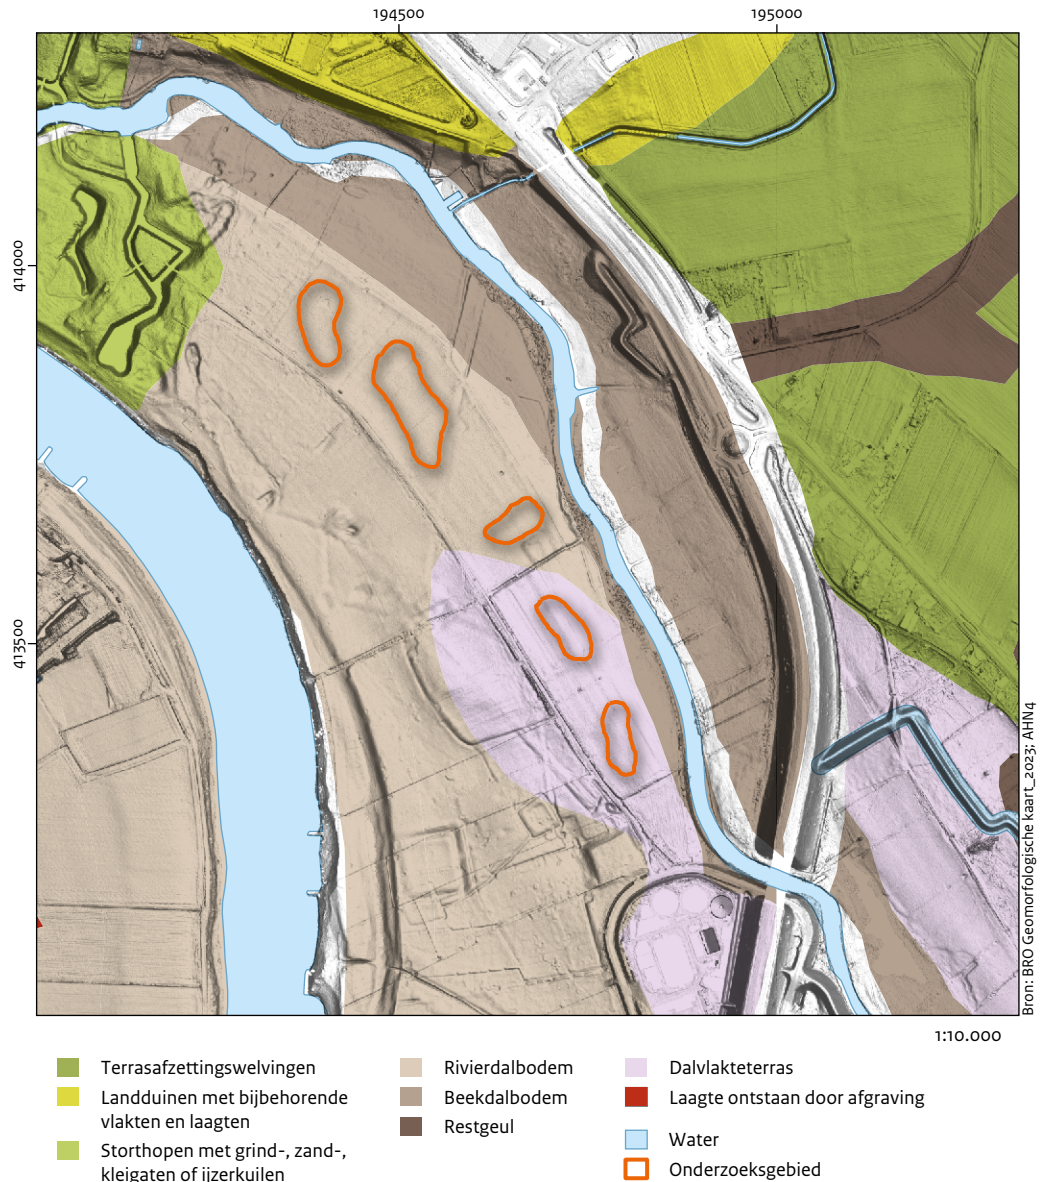 194500
195000
414000
413500
Bron: BRO Geomorfologische kaart_2023; AHN4
1:10.000
Terrasafzettingswelvingen
Landduinen met bijbehorende
vlakten en laagten
Storthopen met grind-, zand-,
kleigaten of ijzerkuilen
Rivierdalbodem
Beekdalbodem
Restgeul
Dalvlakteterras
Laagte ontstaan door afgraving
Water
Onderzoeksgebied